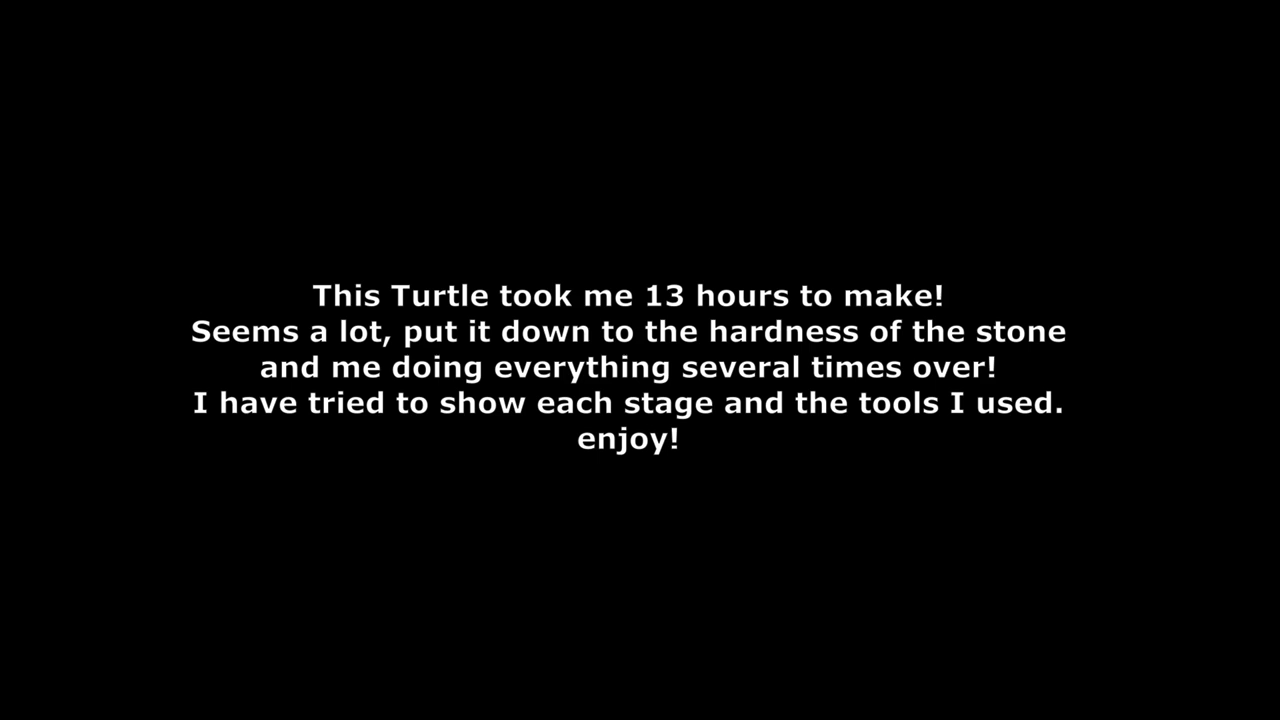 This Turtle took me 13 hours to make!
Seems a lot, put it down to the hardness of the stone
and me doing everything several times over!
I have tried to show each stage and the tools I used.
enjoy!